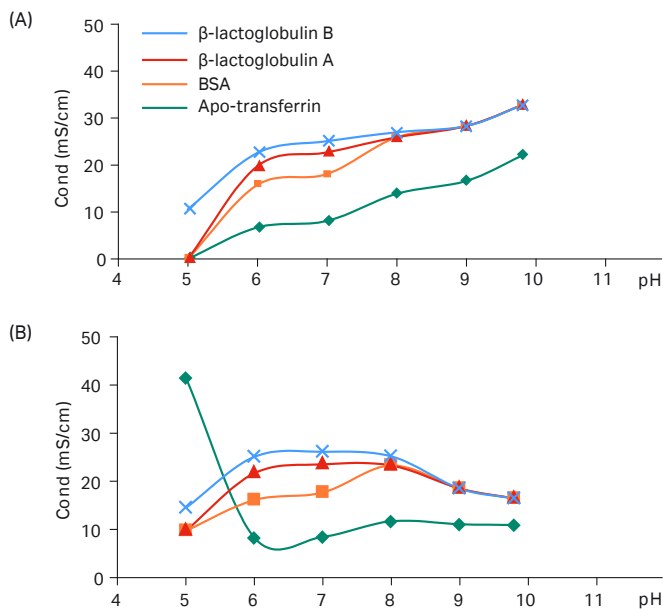 (A)
50
40
30
20
10
0
Cond (mS/cm)
β-lactoglobulin B
β-lactoglobulin A
BSA
Apo-transferrin
4 5 6 7 8 9 10 11 pH
(B)
50
40
30
20
10
0
Cond (mS/cm)
4 5 6 7 8 9 10 11 pH